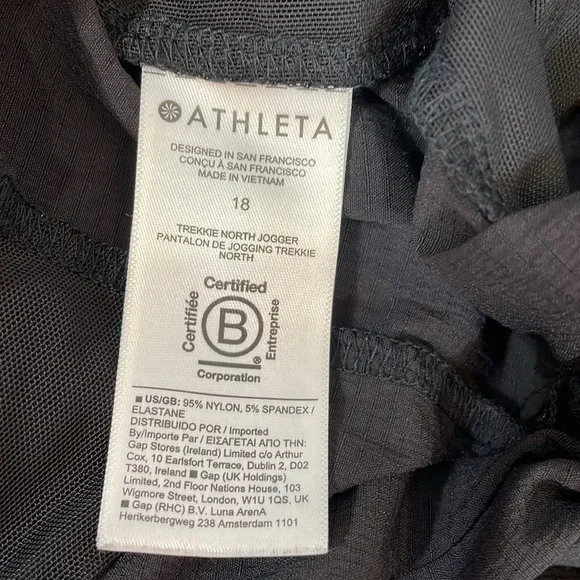 ATHLETA
DESIGNED IN SAN FRANCISCO
CONÇU À SAN FRANCISCO
MADE IN VIETNAM
18
TREKKIE NORTH JOGGER
PANTALON DE JOGGING TREKKIE
NORTH
Certified
Certifiée
B
Entreprise
®
Corporation
■ US/GB: 95% NYLON, 5% SPANDEX /
ELASTANE
DISTRIBUIDO POR / Imported
By/Importe Par / ΕΙΣΑΓΕΤΑΙ ΑΠΟ ΤΗΝ:
Gap Stores (Ireland) Limited c/o Arthur
Cox, 10 Earlsfort Terrace, Dublin 2, D02
T380, Ireland ■ Gap (UK Holdings)
Limited, 2nd Floor Nations House, 103
Wigmore Street, London, W1U 1QS, UK
■ Gap (RHC) B.V. Luna ArenA
Herikerbergweg 238 Amsterdam 1101